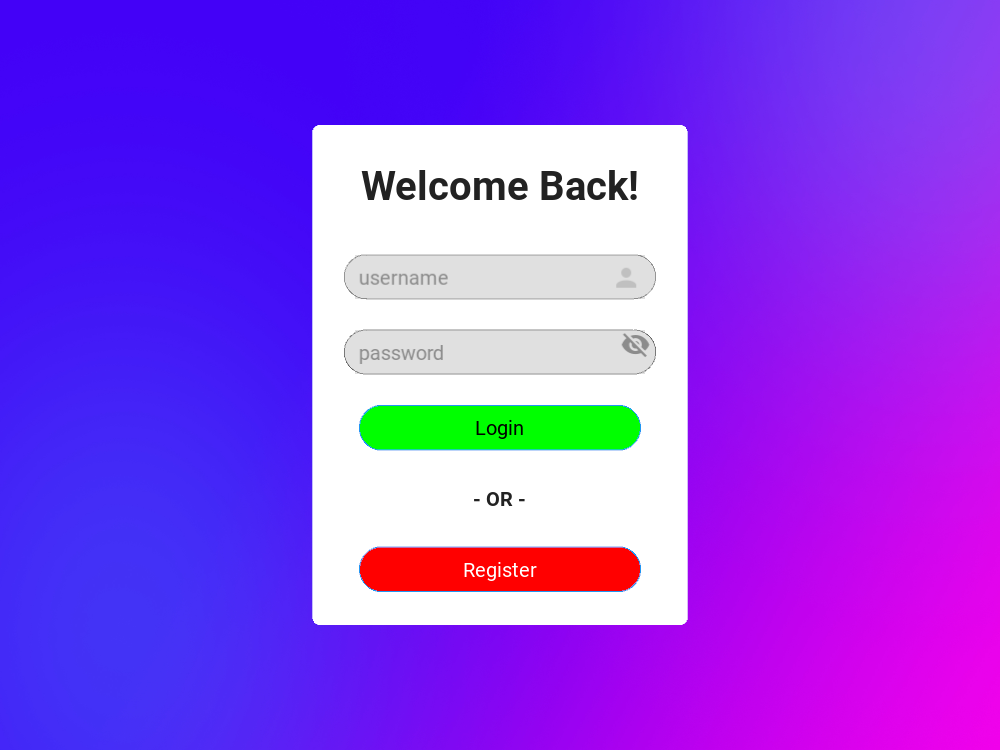 Welcome Back!
username
password
Login
- OR -
Register